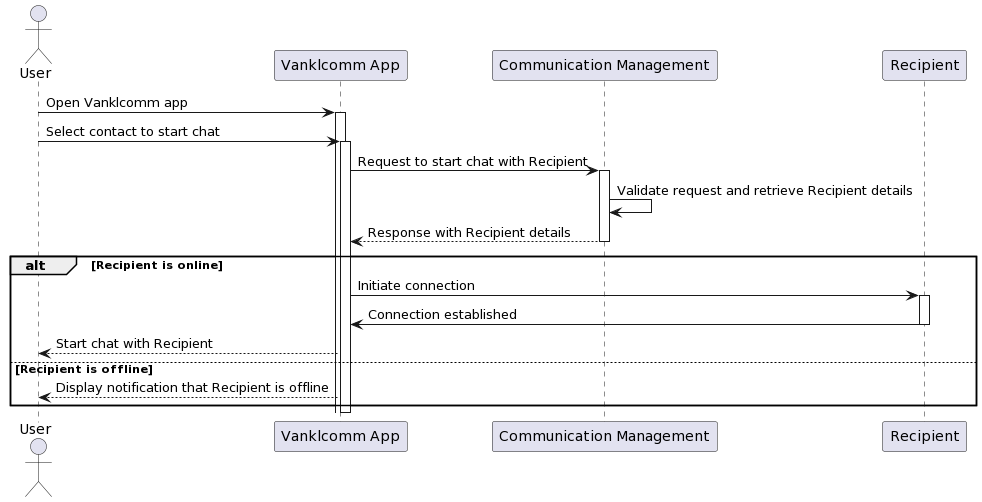 User
Vanklcomm App
Communication Management
Recipient
Open Vanklcomm app
Select contact to start chat
Request to start chat with Recipient
Validate request and retrieve Recipient details
Response with Recipient details
alt
[Recipient is online]
Initiate connection
Connection established
Start chat with Recipient
[Recipient is offline]
Display notification that Recipient is offline
User
Vanklcomm App
Communication Management
Recipient